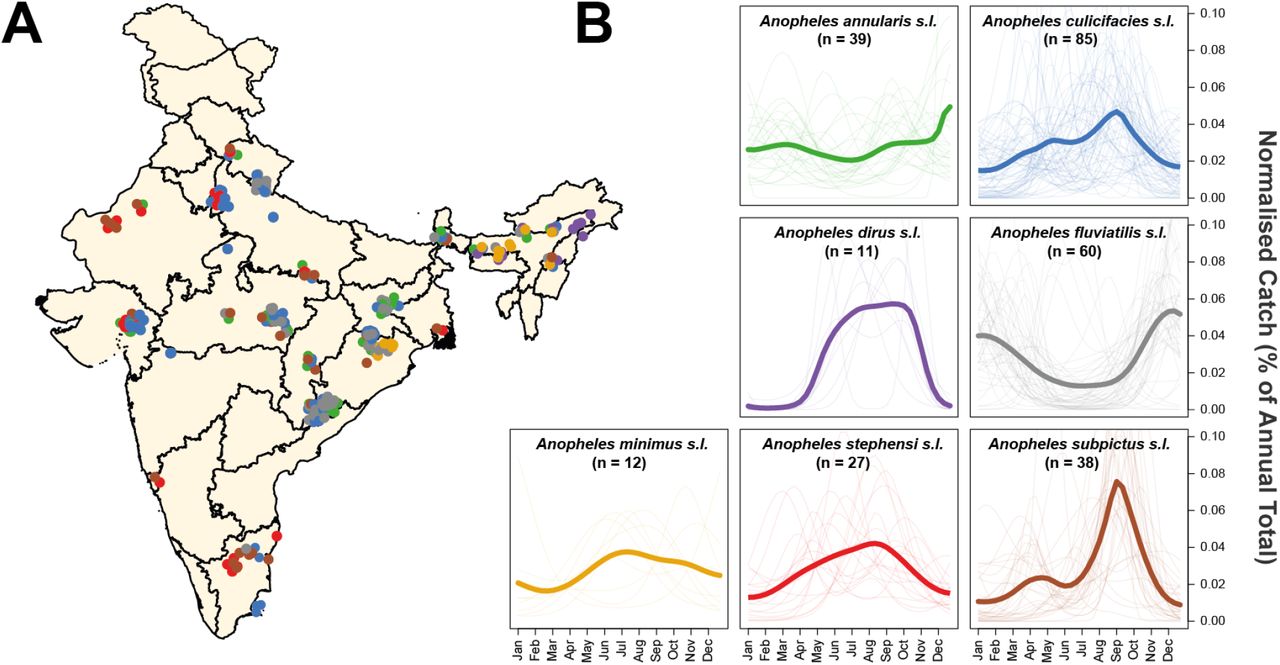 A
B
Anopheles annularis s.l.
(n = 39)
Anopheles culicifacies s.l.
(n = 85)
0.10
0.08
0.06
0.04
0.02
0.00
Anopheles dirus s.l.
(n = 11)
Anopheles fluviatilis s.l.
(n = 60)
0.10
0.08
0.06
0.04
0.02
0.00
Anopheles minimus s.l.
(n = 12)
Anopheles stephensi s.l.
(n = 27)
Anopheles subpictus s.l.
(n = 38)
0.10
0.08
0.06
0.04
0.02
0.00
Jan Feb Mar Apr May Jun Jul Aug Sep Oct Nov Dec
Jan Feb Mar Apr May Jun Jul Aug Sep Oct Nov Dec
Jan Feb Mar Apr May Jun Jul Aug Sep Oct Nov Dec
Normalised Catch (% of Annual Total)